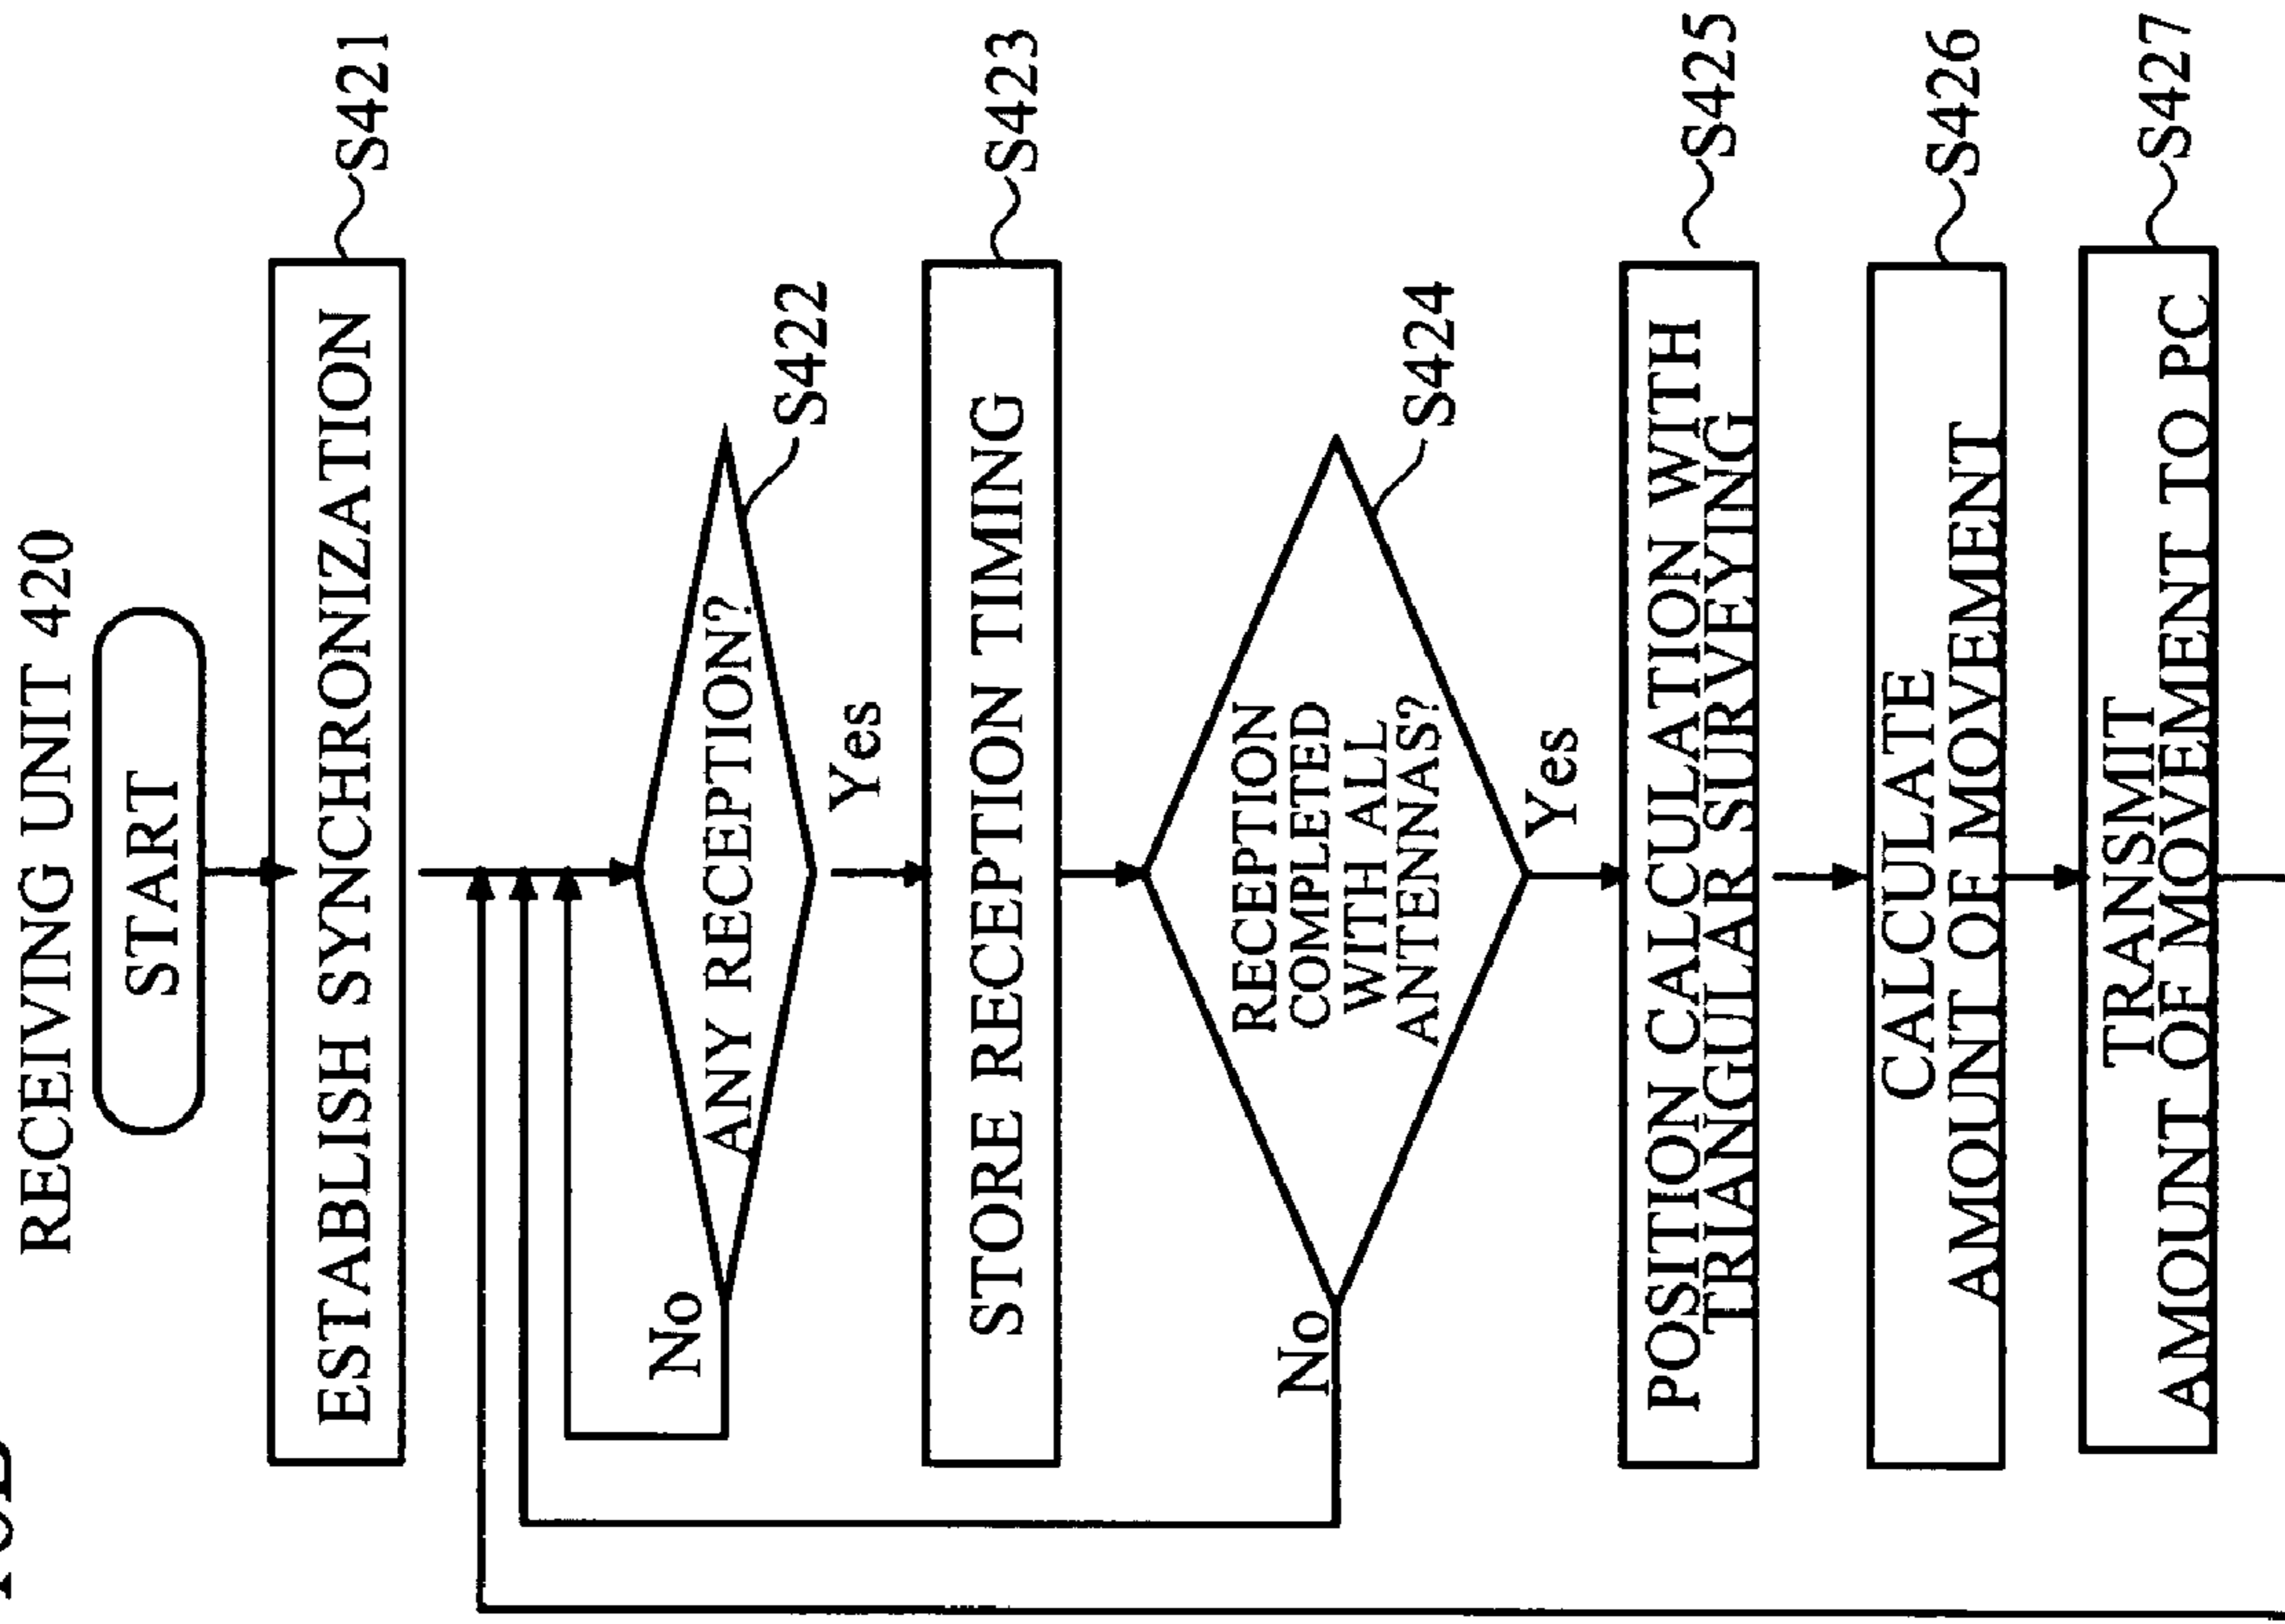 RECEIVING UNIT 420
START
ESTABLISH SYNCHRONIZATION
S421
ANY RECEPTION?
S422
No
Yes
STORE RECEPTION TIMING
S423
RECEPTION
COMPLETED
WITH ALL
ANTENNAS?
S424
No
Yes
POSITION CALCULATION WITH
TRIANGULAR SURVEYING
S425
CALCULATE
AMOUNT OF MOVEMENT
S426
TRANSMIT
AMOUNT OF MOVEMENT TO PC
S427